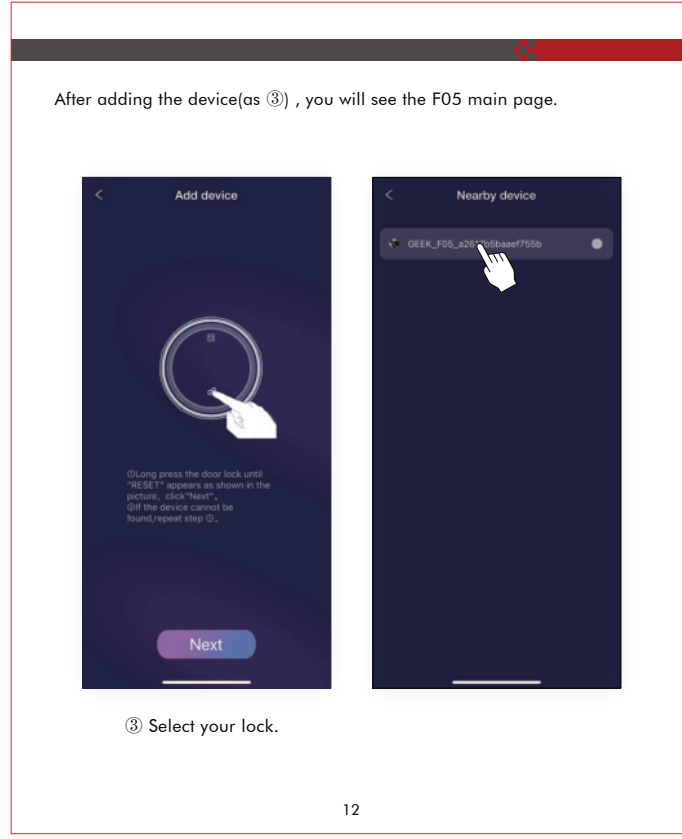 After adding the device(as ③) , you will see the F05 main page.
Add device
①Long press the door lock until
"RESET" appears as shown in the
picture, click"Next"。
②If the device cannot be
found,repeat step ①。
Next
Nearby device
③ Select your lock.
12